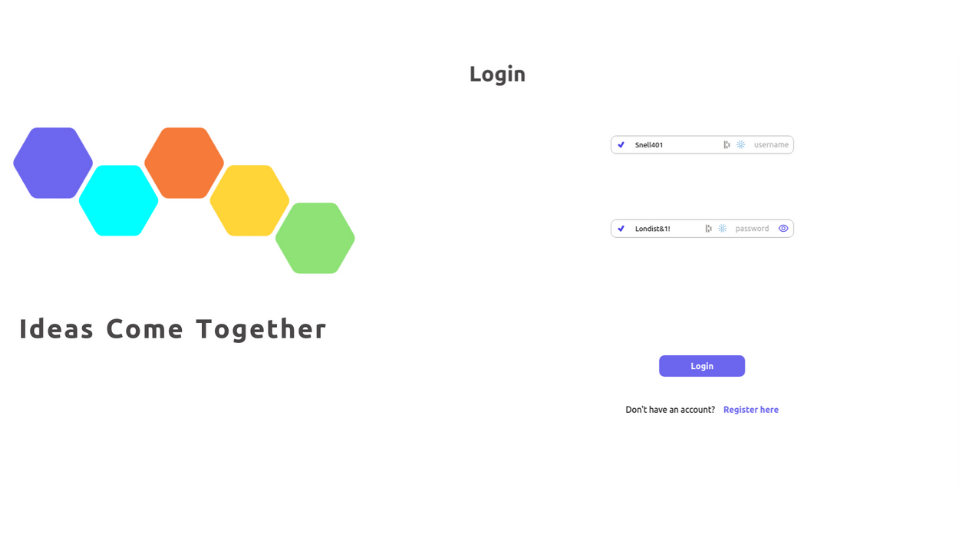 Login
Snell401 username
Londist&1! password
Ideas Come Together
Login
Don't have an account? Register here